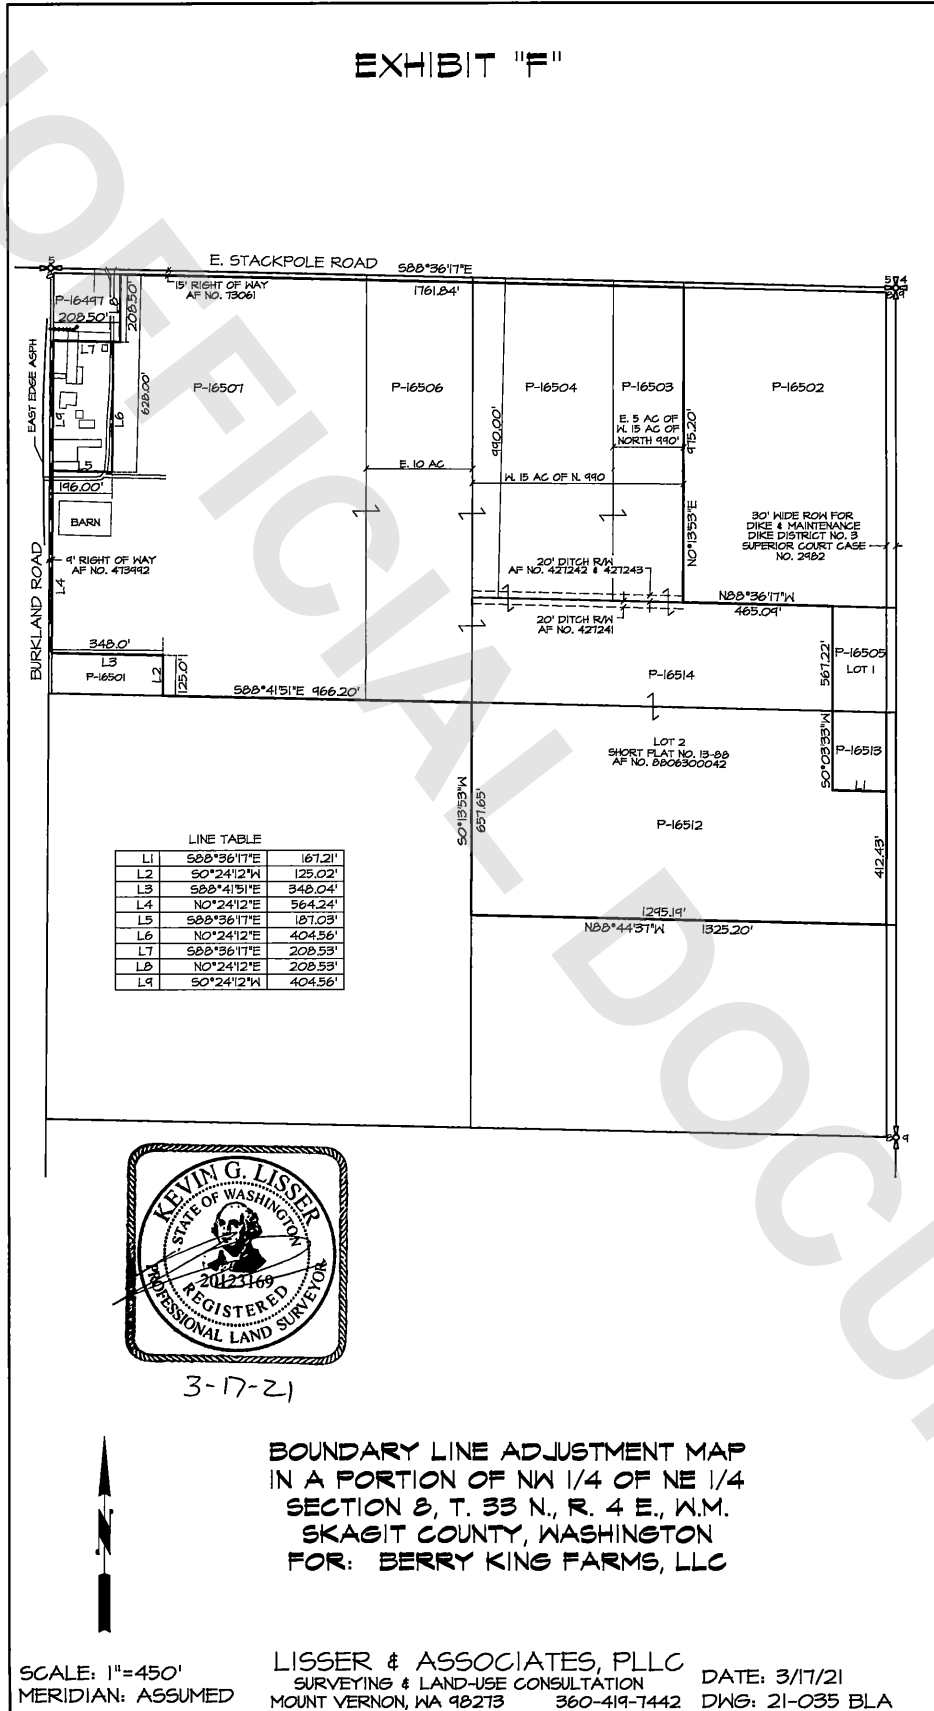 EXHIBIT "F"
E. STACKPOLE ROAD
S88°36'17"E
1761.84'
5
8
5 4
8 9
15' RIGHT OF WAY
AF NO. 73061
P-16497
208.50'
L8
208.50'
L7
EAST EDGE ASPH
L9
L6
628.00'
P-16507
P-16506
P-16504
P-16503
P-16502
990.00'
E. 5 AC OF
W. 15 AC OF
NORTH 990'
975.20'
E. 10 AC
W. 15 AC OF N. 990
L5
196.00'
BARN
N0°13'53"E
30' WIDE ROW FOR
DIKE & MAINTENANCE
DIKE DISTRICT NO. 3
SUPERIOR COURT CASE
NO. 2982
9' RIGHT OF WAY
AF NO. 473992
BURKLAND ROAD
L4
20' DITCH R/W
AF NO. 427242 & 427243
N88°36'17"W
465.09'
20' DITCH R/W
AF NO. 427241
348.0'
L3
P-16501
L2
125.0'
S88°41'51"E 966.20'
P-16514
567.22'
P-16505
LOT 1
LOT 2
SHORT PLAT NO. 13-88
AF NO. 8806300042
S0°03'33"W
P-16513
L1
S0°13'53"W
657.65'
P-16512
412.43'
1295.19'
N88°44'37"W 1325.20'
LINE TABLE
L1 S88°36'17"E 167.21'
L2 S0°24'12"W 125.02'
L3 S88°41'51"E 348.04'
L4 N0°24'12"E 564.24'
L5 S88°36'17"E 187.03'
L6 N0°24'12"E 404.56'
L7 S88°36'17"E 208.53'
L8 N0°24'12"E 208.53'
L9 S0°24'12"W 404.56'
8 9
KEVIN G. LISSER
STATE OF WASHINGTON
20123169
REGISTERED
PROFESSIONAL LAND SURVEYOR
3-17-21
N
BOUNDARY LINE ADJUSTMENT MAP
IN A PORTION OF NW 1/4 OF NE 1/4
SECTION 8, T. 33 N., R. 4 E., W.M.
SKAGIT COUNTY, WASHINGTON
FOR: BERRY KING FARMS, LLC
SCALE: 1"=450'
MERIDIAN: ASSUMED
LISSER & ASSOCIATES, PLLC
SURVEYING & LAND-USE CONSULTATION
MOUNT VERNON, WA 98273 360-419-7442
DATE: 3/17/21
DWG: 21-035 BLA
OFFICIAL DOCU